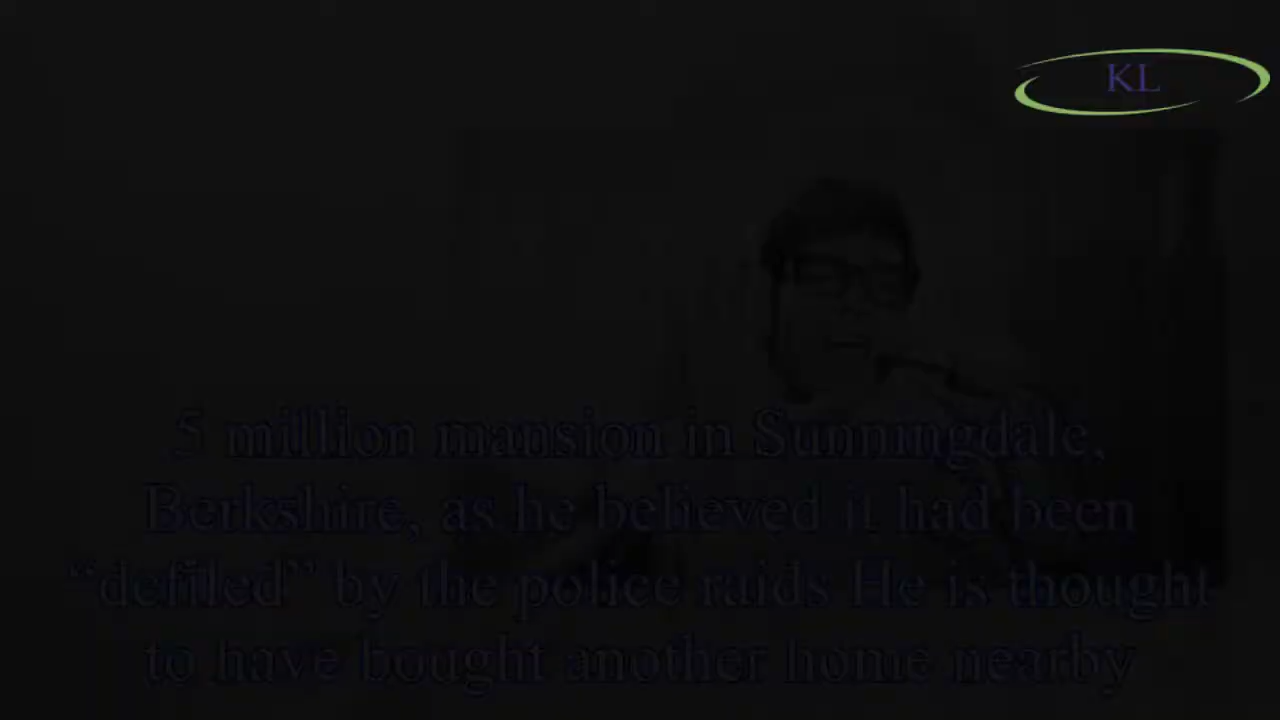 KL
5 million mansion in Sunningdale,
Berkshire, as he believed it had been
“defiled” by the police raids He is thought
to have bought another home nearby